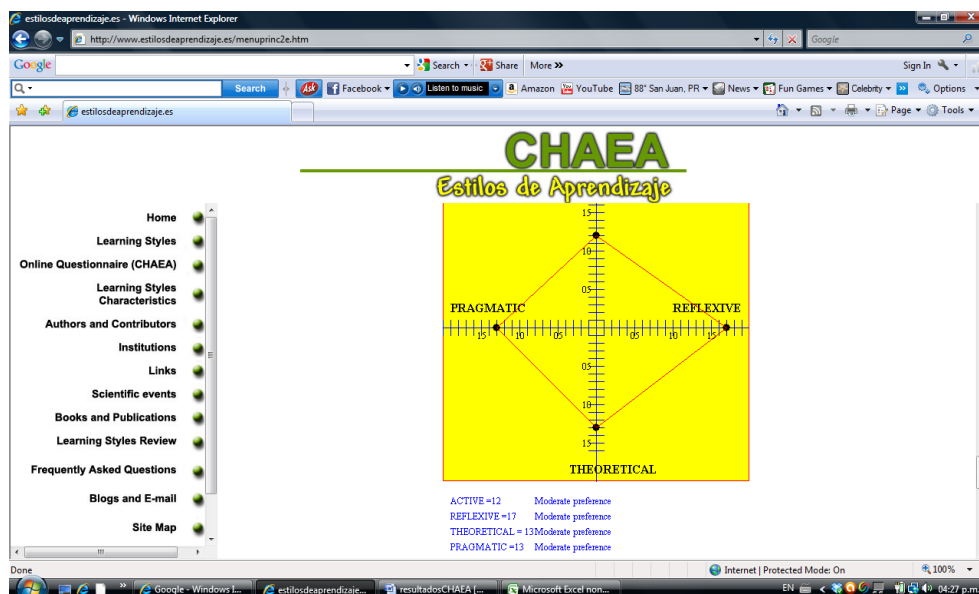 estilosdeaprendizaje.es - Windows Internet Explorer
http://www.estilosdeaprendizaje.es/menuprinc2e.htm
Google
Google Search Share More »
Sign In
Search Ask Facebook Listen to music Amazon YouTube 88° San Juan, PR News Fun Games Celebrity Options
estilosdeaprendizaje.es
Page Tools
CHAEA
Estilos de Aprendizaje
Home
Learning Styles
Online Questionnaire (CHAEA)
Learning Styles
Characteristics
Authors and Contributors
Institutions
Links
Scientific events
Books and Publications
Learning Styles Review
Frequently Asked Questions
Blogs and E-mail
Site Map
15
10
05
PRAGMATIC REFLEXIVE
15 10 05 05 10 15
05
10
15
THEORETICAL
ACTIVE =12 Moderate preference
REFLEXIVE =17 Moderate preference
THEORETICAL = 13 Moderate preference
PRAGMATIC =13 Moderate preference
Done
Internet | Protected Mode: On
100%
Google - Windows I...
estilosdeaprendizaje...
resultadosCHAEA [...
Microsoft Excel non...
EN
04:27 p.m.